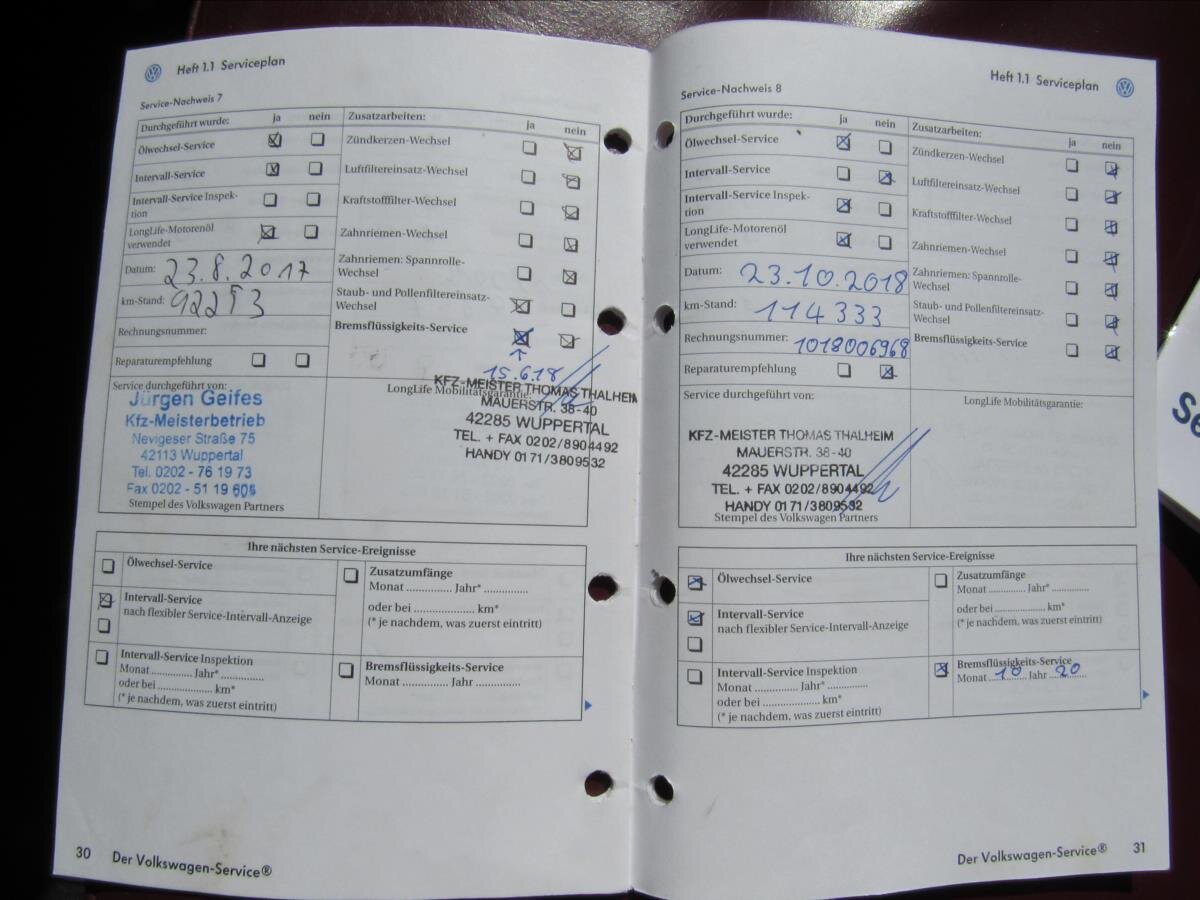 Heft 1.1 Serviceplan
Service-Nachweis 7
Durchgeführt wurde: ja nein
Ölwechsel-Service
Intervall-Service
Intervall-Service Inspek-
tion
LongLife-Motorenöl
verwendet
Datum: 23.8.2017
km-Stand: 92253
Rechnungsnummer:
Reparaturempfehlung
Zusatzarbeiten: ja nein
Zündkerzen-Wechsel
Luftfiltereinsatz-Wechsel
Kraftstofffilter-Wechsel
Zahnriemen-Wechsel
Zahnriemen: Spannrolle-
Wechsel
Staub- und Pollenfiltereinsatz-
Wechsel
Bremsflüssigkeits-Service
15.6.18
Service durchgeführt von:
Jürgen Geifes
Kfz-Meisterbetrieb
Nevigeser Straße 75
42113 Wuppertal
Tel. 0202 - 76 19 73
Fax 0202 - 51 19 605
Stempel des Volkswagen Partners
LongLife Mobilitätsgarantie:
KFZ-MEISTER THOMAS THALHEIM
MAUERSTR. 38-40
42285 WUPPERTAL
TEL. + FAX 0202/8904492
HANDY 0171/3809532
Ihre nächsten Service-Ereignisse
Ölwechsel-Service
Intervall-Service
nach flexibler Service-Intervall-Anzeige
Intervall-Service Inspektion
Monat ............. Jahr* .............
oder bei .................... km*
(* je nachdem, was zuerst eintritt)
Zusatzumfänge
Monat ............. Jahr* .............
oder bei .................... km*
(* je nachdem, was zuerst eintritt)
Bremsflüssigkeits-Service
Monat ............. Jahr .............
30 Der Volkswagen-Service®
Heft 1.1 Serviceplan
Service-Nachweis 8
Durchgeführt wurde: ja nein
Ölwechsel-Service
Intervall-Service
Intervall-Service Inspek-
tion
LongLife-Motorenöl
verwendet
Datum: 23.10.2018
km-Stand: 114333
Rechnungsnummer: 1018006968
Reparaturempfehlung
Zusatzarbeiten: ja nein
Zündkerzen-Wechsel
Luftfiltereinsatz-Wechsel
Kraftstofffilter-Wechsel
Zahnriemen-Wechsel
Zahnriemen: Spannrolle-
Wechsel
Staub- und Pollenfiltereinsatz-
Wechsel
Bremsflüssigkeits-Service
Service durchgeführt von:
KFZ-MEISTER THOMAS THALHEIM
MAUERSTR. 38-40
42285 WUPPERTAL
TEL. + FAX 0202/8904492
HANDY 0171/3809532
Stempel des Volkswagen Partners
LongLife Mobilitätsgarantie:
Ihre nächsten Service-Ereignisse
Ölwechsel-Service
Intervall-Service
nach flexibler Service-Intervall-Anzeige
Intervall-Service Inspektion
Monat ............. Jahr* .............
oder bei .................... km*
(* je nachdem, was zuerst eintritt)
Zusatzumfänge
Monat ............. Jahr* .............
oder bei .................... km*
(* je nachdem, was zuerst eintritt)
Bremsflüssigkeits-Service
Monat 10 Jahr 20
Der Volkswagen-Service® 31
Se